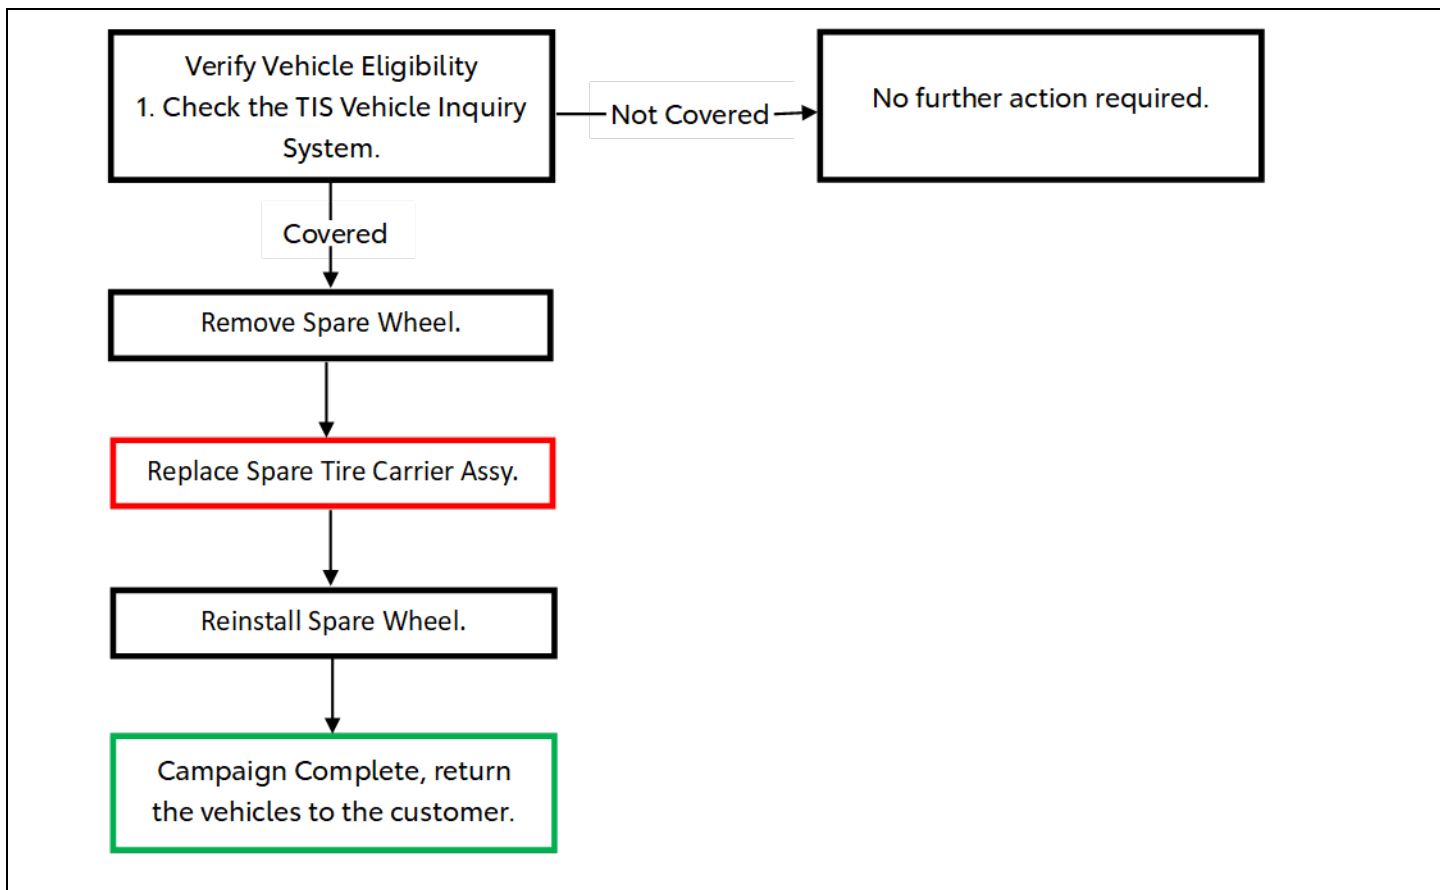 Verify Vehicle Eligibility
1. Check the TIS Vehicle Inquiry
System.
Not Covered
No further action required.
Covered
Remove Spare Wheel.
Replace Spare Tire Carrier Assy.
Reinstall Spare Wheel.
Campaign Complete, return
the vehicles to the customer.